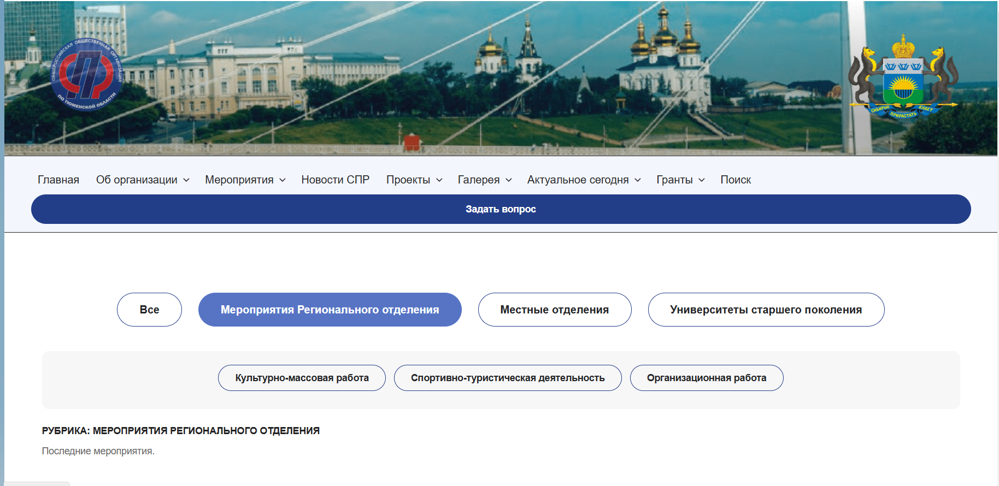 ОБЩЕРОССИЙСКАЯ ОБЩЕСТВЕННАЯ ОРГАНИЗАЦИЯ
ПО ТЮМЕНСКОЙ ОБЛАСТИ
СИБИРЬЮ ПРИРАСТАТЬ БУДЕТ
Главная Об организации Мероприятия Новости СПР Проекты Галерея Актуальное сегодня Гранты Поиск
Задать вопрос
Все Мероприятия Регионального отделения Местные отделения Университеты старшего поколения
Культурно-массовая работа Спортивно-туристическая деятельность Организационная работа
РУБРИКА: МЕРОПРИЯТИЯ РЕГИОНАЛЬНОГО ОТДЕЛЕНИЯ
Последние мероприятия.